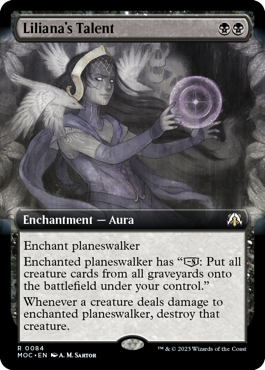 Liliana's Talent
Enchantment — Aura
Enchant planeswalker
Enchanted planeswalker has “−8: Put all
creature cards from all graveyards onto
the battlefield under your control.”
Whenever a creature deals damage to
enchanted planeswalker, destroy that
creature.
R 0084
MOC • EN A. M. Sartor
™ & © 2023 Wizards of the Coast